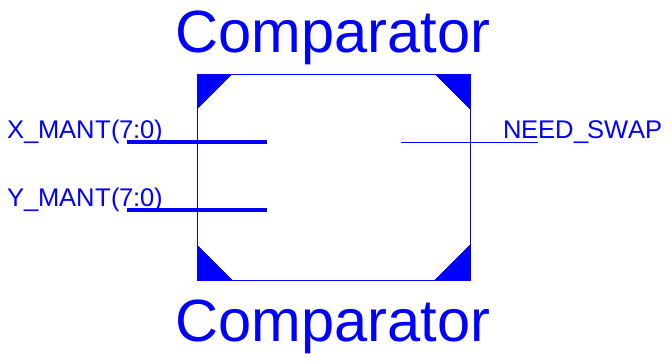 Comparator
X_MANT(7:0)
NEED_SWAP
Y_MANT(7:0)
Comparator